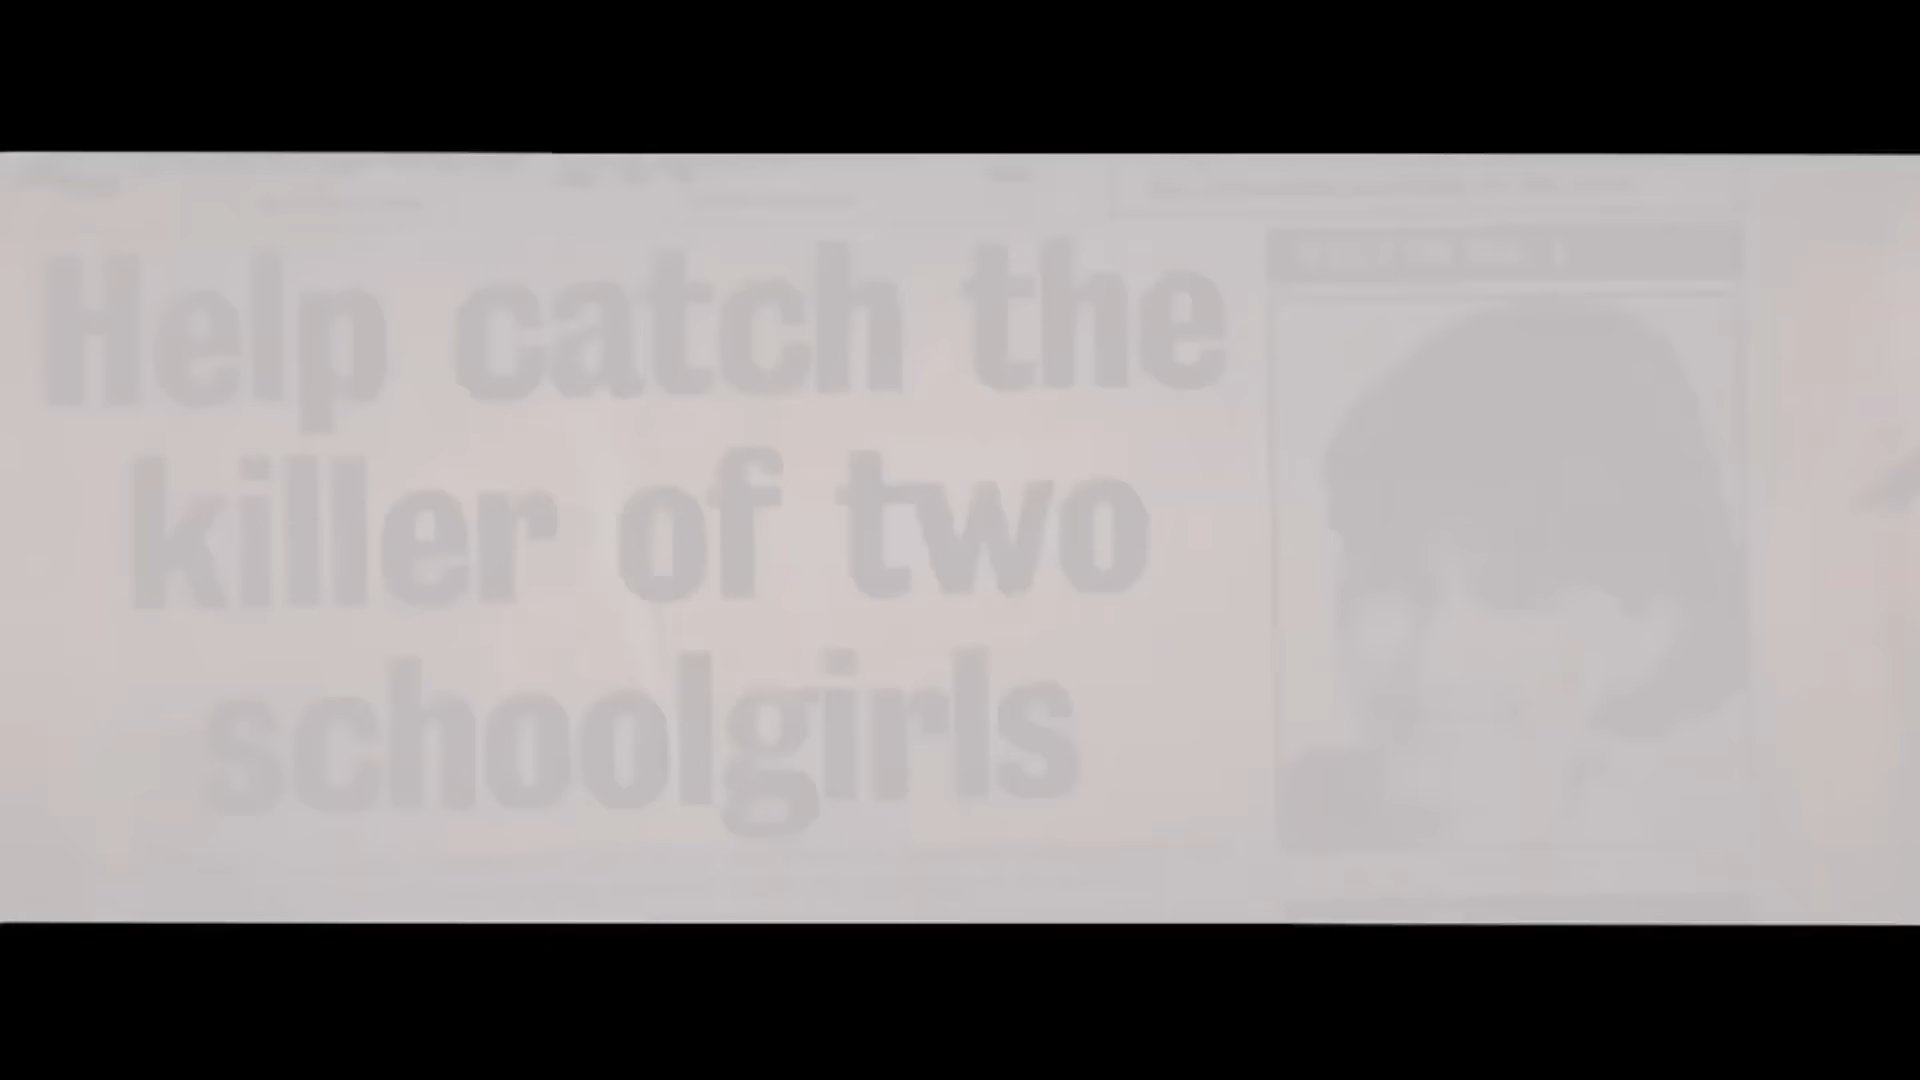 Help catch the
killer of two
schoolgirls